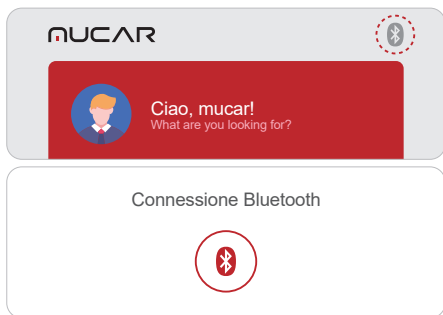 MUCAR
Ciao, mucar!
What are you looking for?
Connessione Bluetooth